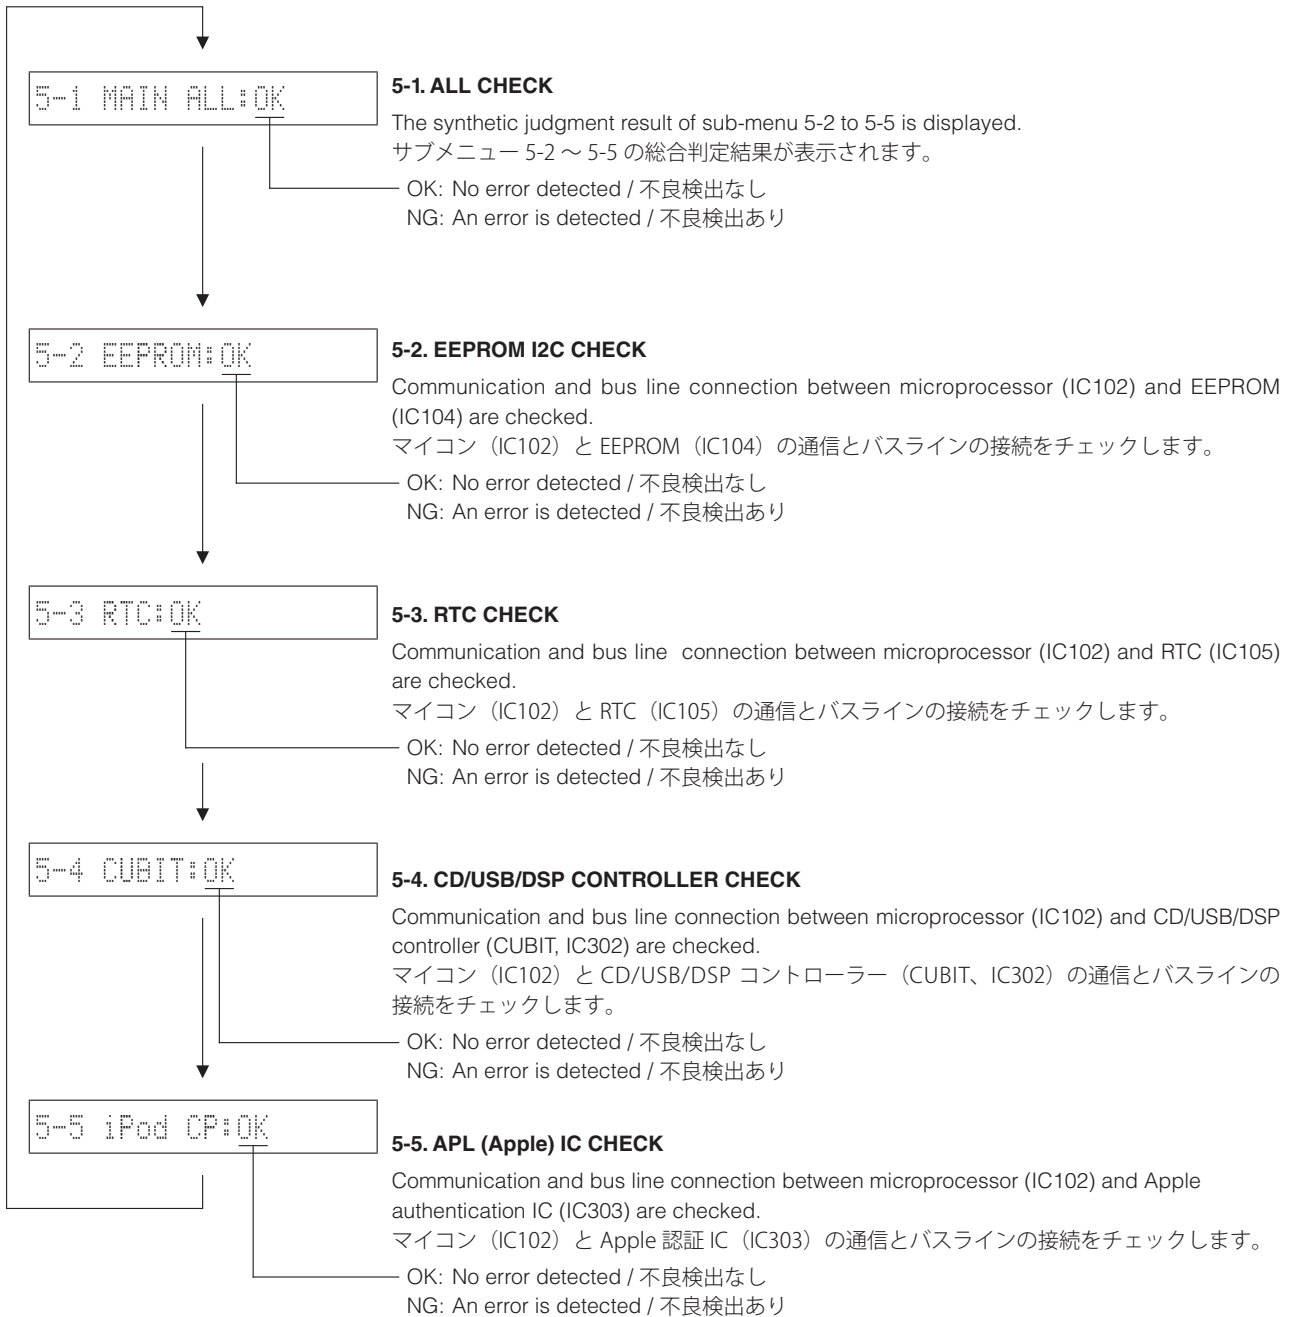 5-1 MAIN ALL:OK
5-1. ALL CHECK
The synthetic judgment result of sub-menu 5-2 to 5-5 is displayed.
サブメニュー 5-2 ～ 5-5 の総合判定結果が表示されます。
OK: No error detected / 不良検出なし
NG: An error is detected / 不良検出あり
5-2 EEPROM:OK
5-2. EEPROM I2C CHECK
Communication and bus line connection between microprocessor (IC102) and EEPROM
(IC104) are checked.
マイコン（IC102）と EEPROM（IC104）の通信とバスラインの接続をチェックします。
OK: No error detected / 不良検出なし
NG: An error is detected / 不良検出あり
5-3 RTC:OK
5-3. RTC CHECK
Communication and bus line connection between microprocessor (IC102) and RTC (IC105)
are checked.
マイコン（IC102）と RTC（IC105）の通信とバスラインの接続をチェックします。
OK: No error detected / 不良検出なし
NG: An error is detected / 不良検出あり
5-4 CUBIT:OK
5-4. CD/USB/DSP CONTROLLER CHECK
Communication and bus line connection between microprocessor (IC102) and CD/USB/DSP
controller (CUBIT, IC302) are checked.
マイコン（IC102）と CD/USB/DSP コントローラー（CUBIT、IC302）の通信とバスラインの
接続をチェックします。
OK: No error detected / 不良検出なし
NG: An error is detected / 不良検出あり
5-5 iPod CP:OK
5-5. APL (Apple) IC CHECK
Communication and bus line connection between microprocessor (IC102) and Apple
authentication IC (IC303) are checked.
マイコン（IC102）と Apple 認証 IC（IC303）の通信とバスラインの接続をチェックします。
OK: No error detected / 不良検出なし
NG: An error is detected / 不良検出あり